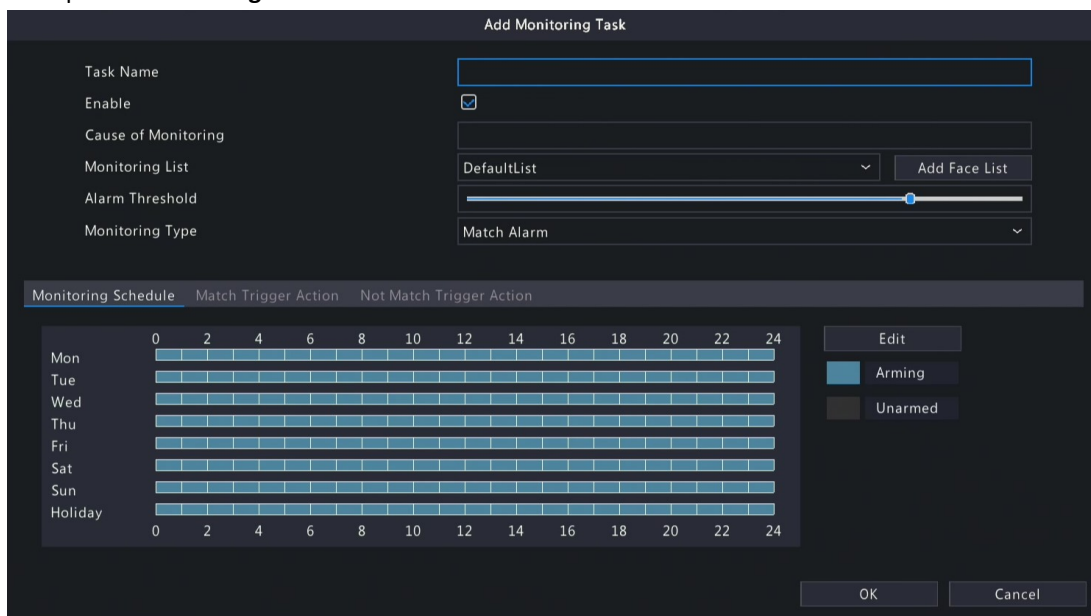 Add Monitoring Task
Task Name
Enable
Cause of Monitoring
Monitoring List DefaultList Add Face List
Alarm Threshold
Monitoring Type Match Alarm
Monitoring Schedule Match Trigger Action Not Match Trigger Action
0 2 4 6 8 10 12 14 16 18 20 22 24 Edit
Mon
Tue Arming
Wed
Thu Unarmed
Fri
Sat
Sun
Holiday
0 2 4 6 8 10 12 14 16 18 20 22 24
OK Cancel